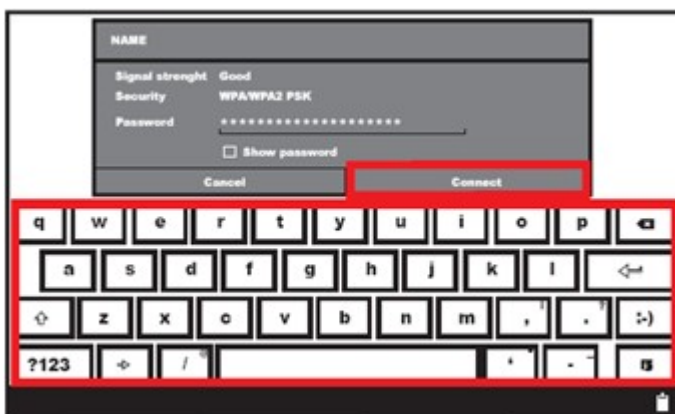 NAME
Signal strenght Good
Security WPA/WPA2 PSK
Password ********************
Show password
Cancel Connect
q w e r t y u i o p
a s d f g h j k l
z x c v b n m , ! . ? :-)
?123 / @ ' -